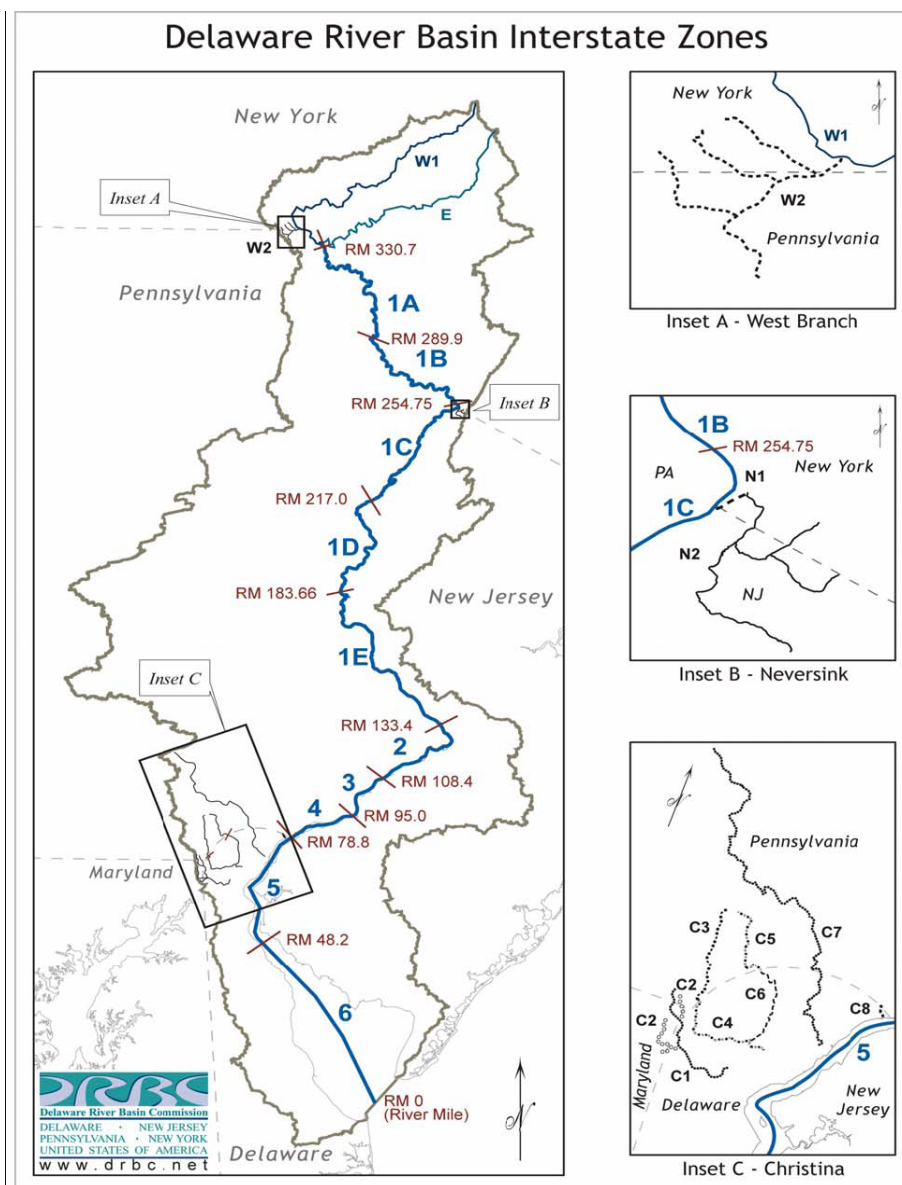 Delaware River Basin Interstate Zones
New York
W1
Inset A
E
W2
RM 330.7
Pennsylvania
1A
RM 289.9
1B
RM 254.75
Inset B
1C
RM 217.0
1D
RM 183.66
New Jersey
1E
Inset C
RM 133.4
2
RM 108.4
3
4
RM 95.0
RM 78.8
Maryland
5
RM 48.2
6
RM 0
(River Mile)
N
Delaware
DRBC
Delaware River Basin Commission
DELAWARE · NEW JERSEY
PENNSYLVANIA · NEW YORK
UNITED STATES OF AMERICA
www.drbc.net
New York
N
W1
W2
Pennsylvania
Inset A - West Branch
1B
N
RM 254.75
PA
New York
N1
1C
N2
NJ
Inset B - Neversink
N
Pennsylvania
C3
C5
C7
C2
C6
C2
C8
C4
5
Maryland
C1
Delaware
New
Jersey
Inset C - Christina